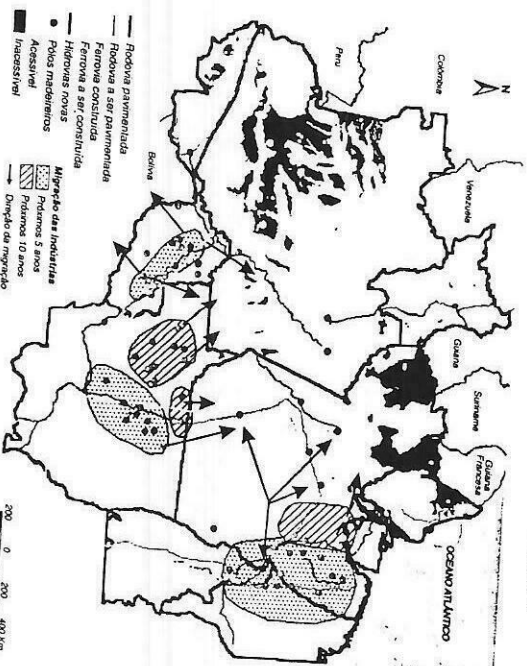 N
Colômbia
Venezuela
Guiana
Suriname
Guiana
Francesa
OCEANO ATLÂNTICO
Peru
Bolívia
Rodovia pavimentada
Rodovia a ser pavimentada
Ferrovia construída
Ferrovia a ser construída
Hidrovias novas
Pólos madeireiros
Acessível
Inacessível
Migração das Indústrias
Próximos 5 anos
Próximos 10 anos
Direção da migração
200 0 200 400 Km